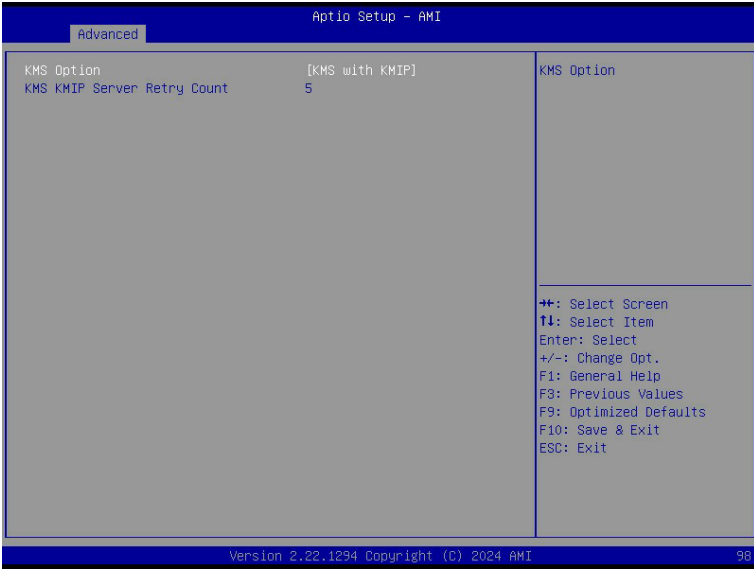 Aptio Setup – AMI
Advanced
KMS Option [KMS with KMIP]
KMS KMIP Server Retry Count 5
KMS Option
→←: Select Screen
↑↓: Select Item
Enter: Select
+/-: Change Opt.
F1: General Help
F3: Previous Values
F9: Optimized Defaults
F10: Save & Exit
ESC: Exit
Version 2.22.1294 Copyright (C) 2024 AMI
98